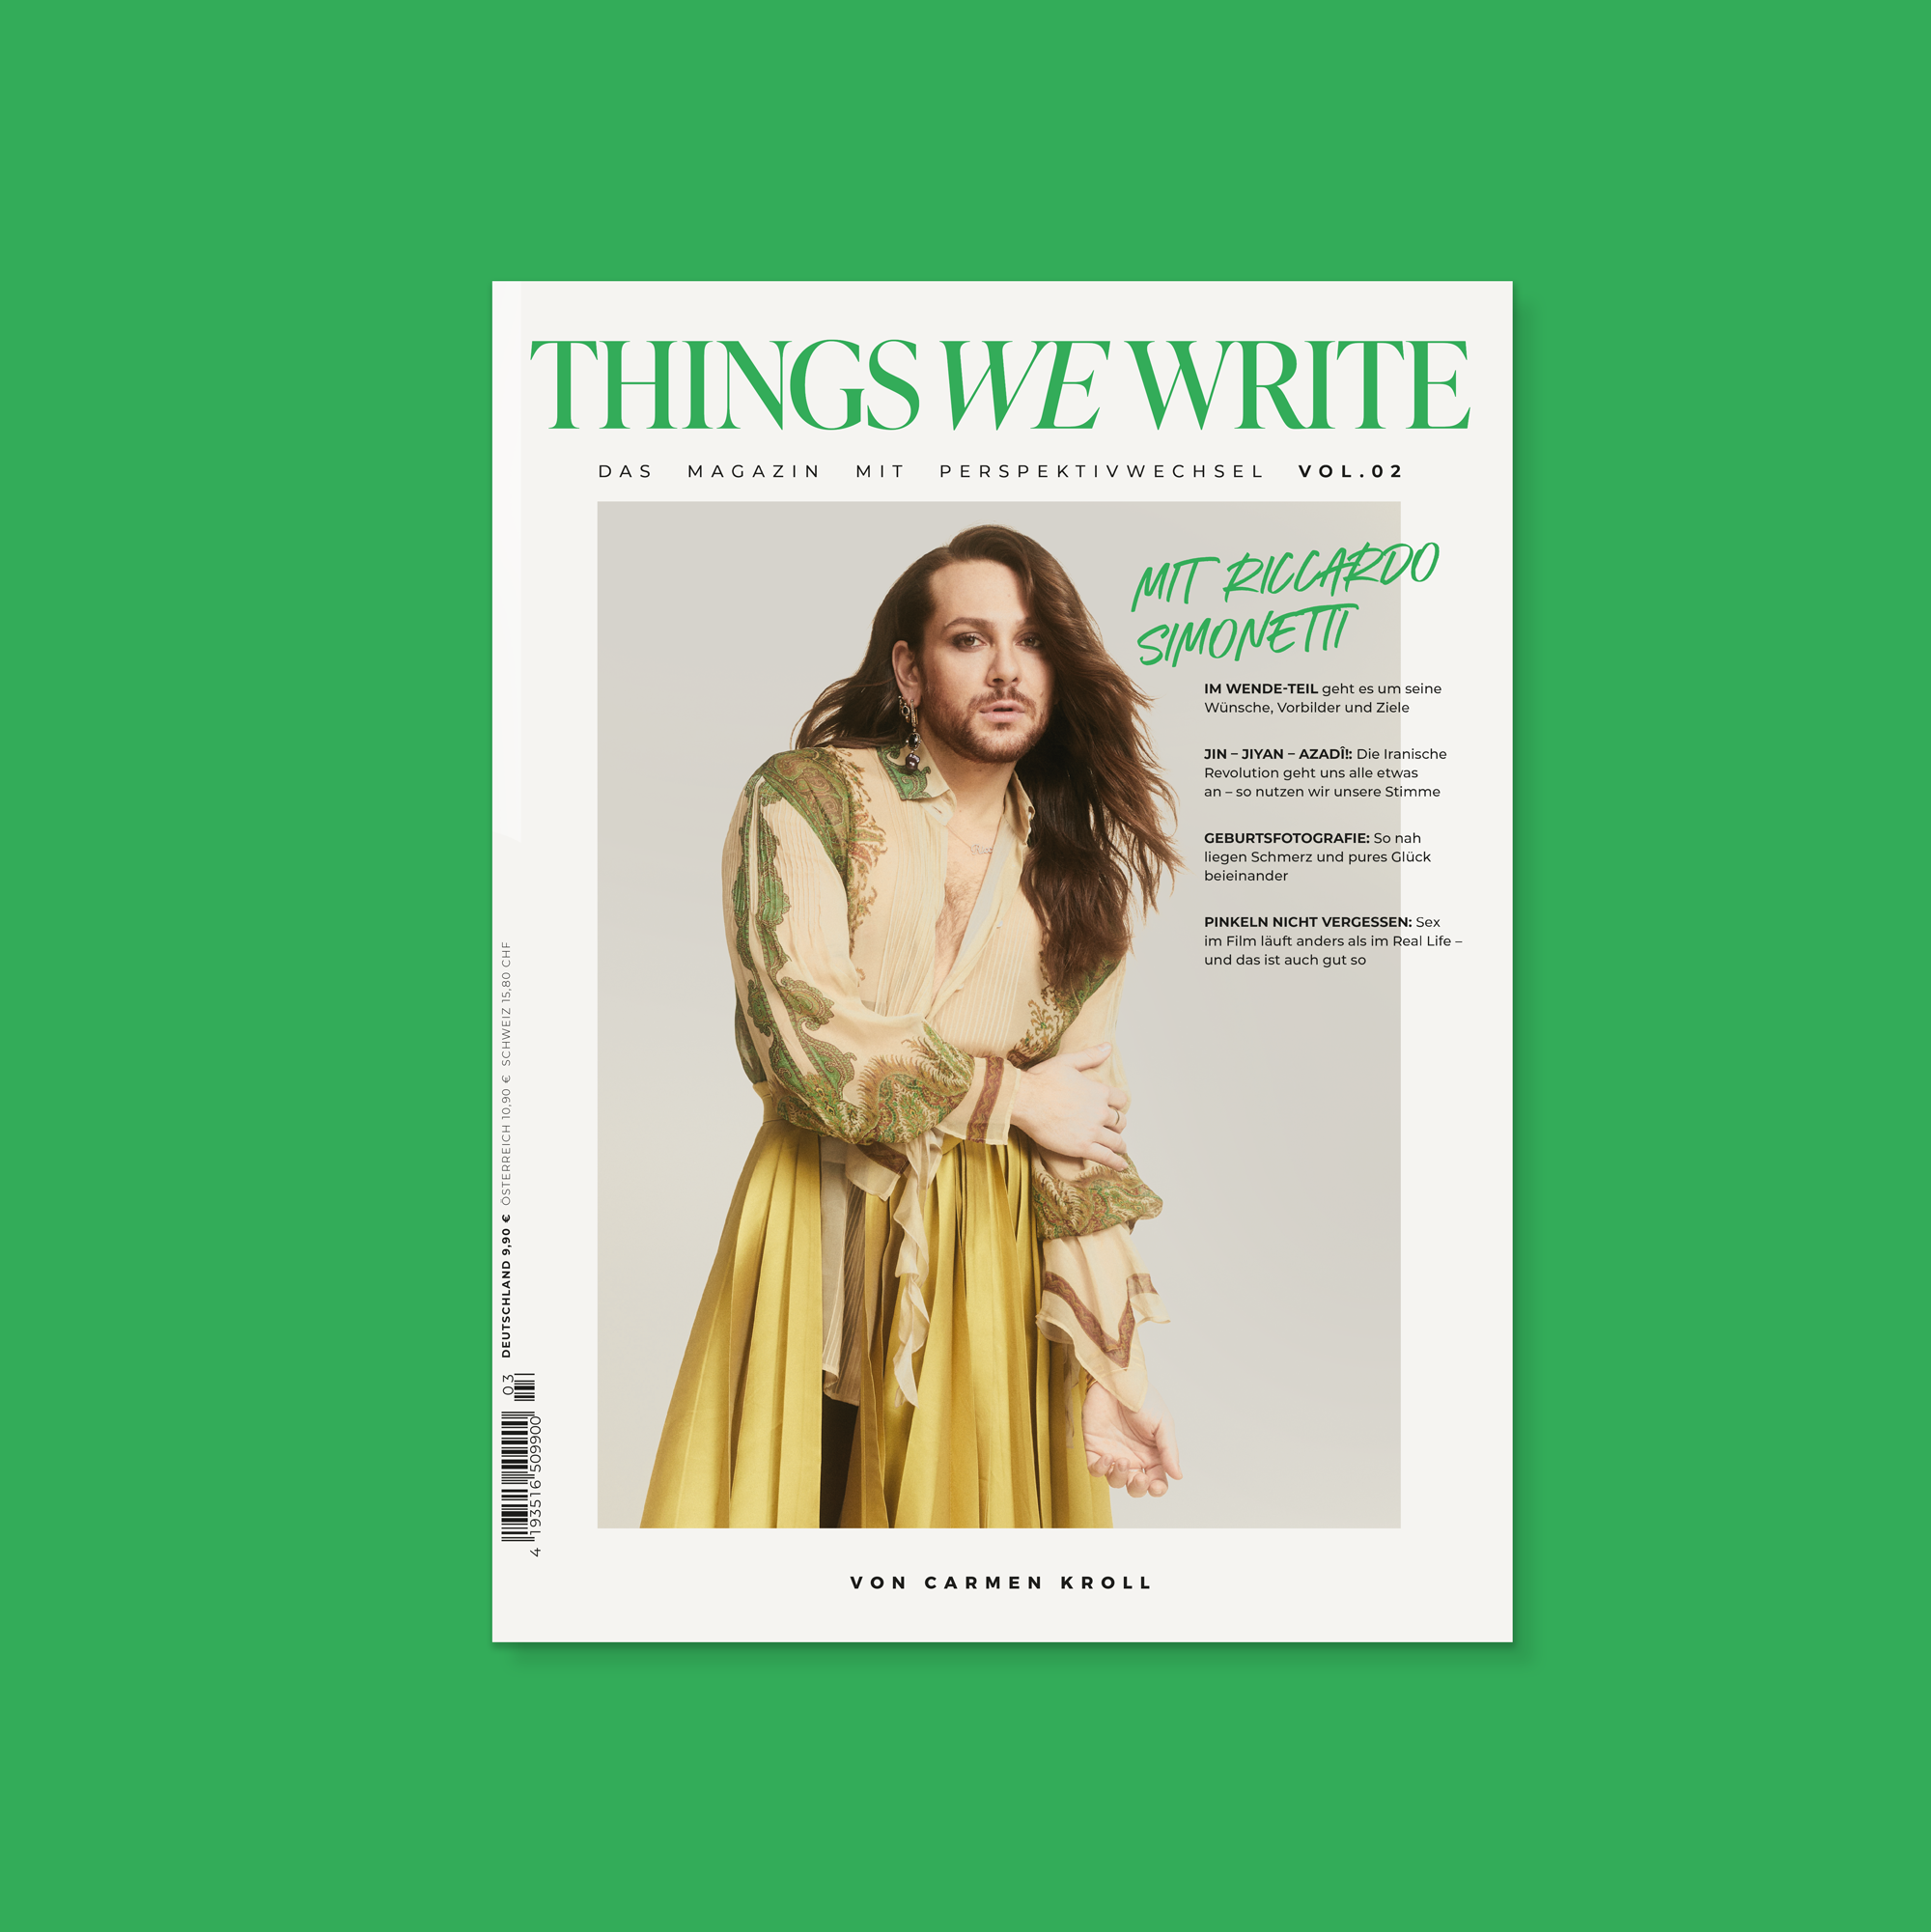 THINGS WE WRITE
DAS MAGAZIN MIT PERSPEKTIVWECHSEL VOL.02
MIT RICCARDO
SIMONETTI
IM WENDE-TEIL geht es um seine
Wünsche, Vorbilder und Ziele
JIN – JIYAN – AZADÎ!: Die Iranische
Revolution geht uns alle etwas
an – so nutzen wir unsere Stimme
GEBURTSFOTOGRAFIE: So nah
liegen Schmerz und pures Glück
beieinander
PINKELN NICHT VERGESSEN: Sex
im Film läuft anders als im Real Life –
und das ist auch gut so
DEUTSCHLAND 9,90 € ÖSTERREICH 10,90 € SCHWEIZ 15,80 CHF
4 193516 509900 03
VON CARMEN KROLL